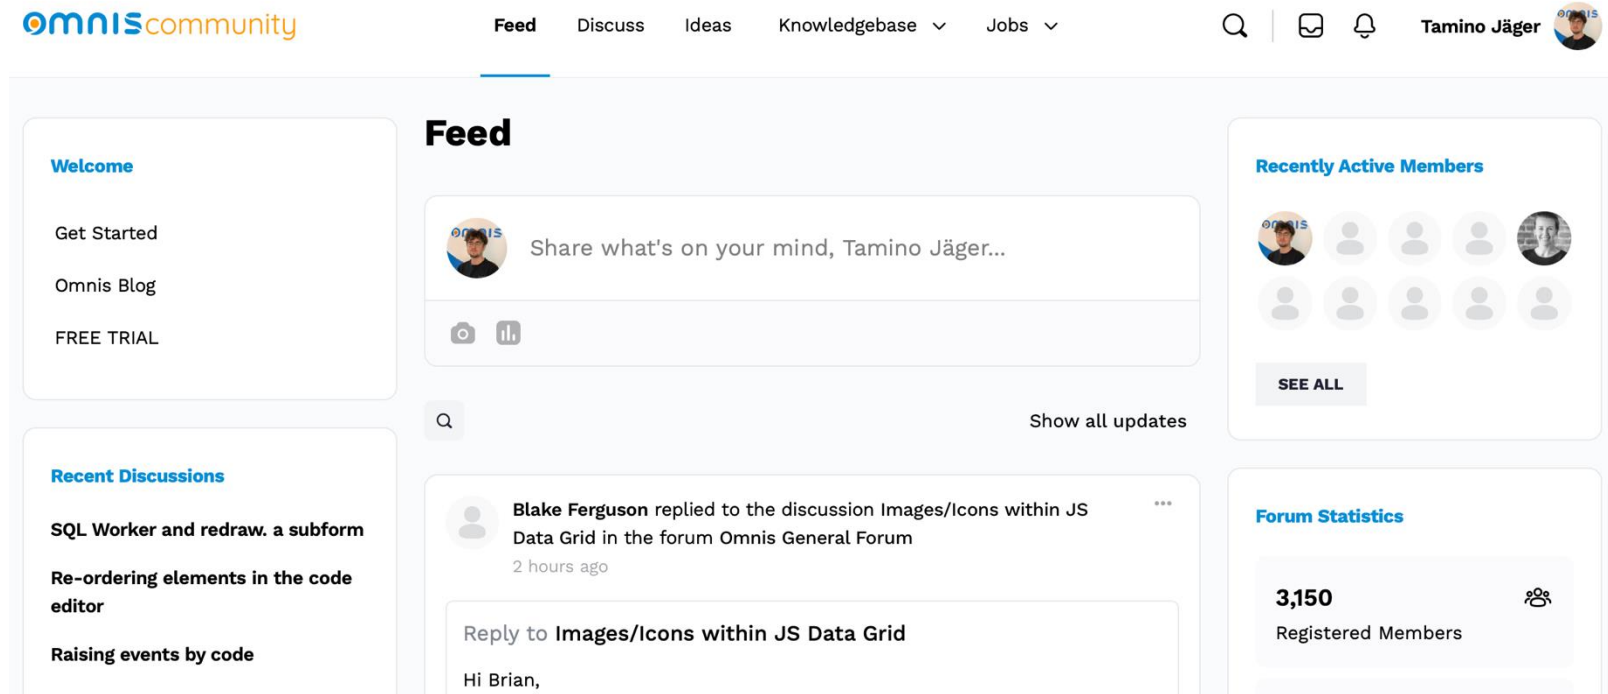 omnis community
Feed
Discuss
Ideas
Knowledgebase
Jobs
Tamino Jäger
Welcome
Get Started
Omnis Blog
FREE TRIAL
Recent Discussions
SQL Worker and redraw. a subform
Re-ordering elements in the code
editor
Raising events by code
Feed
Share what's on your mind, Tamino Jäger...
Show all updates
Blake Ferguson replied to the discussion Images/Icons within JS
Data Grid in the forum Omnis General Forum
2 hours ago
Reply to Images/Icons within JS Data Grid
Hi Brian,
Recently Active Members
SEE ALL
Forum Statistics
3,150
Registered Members